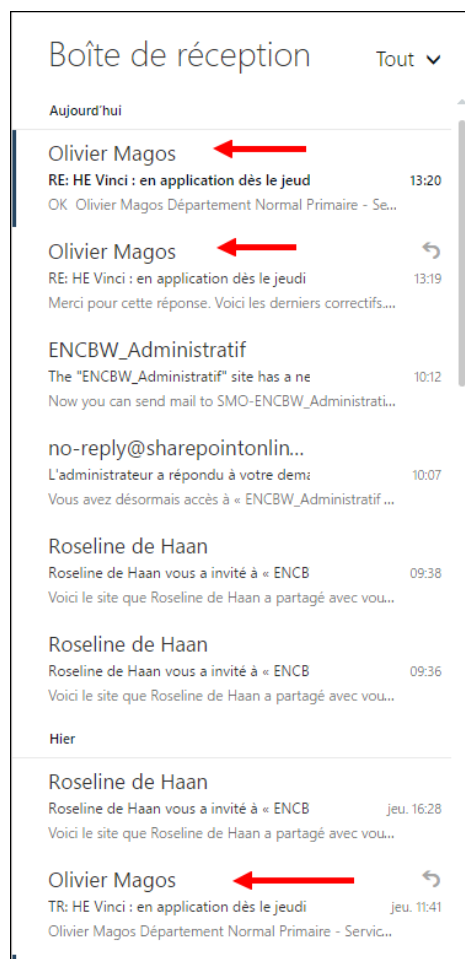 Boîte de réception Tout
Aujourd'hui
Olivier Magos
RE: HE Vinci : en application dès le jeud 13:20
OK Olivier Magos Département Normal Primaire - Se...
Olivier Magos
RE: HE Vinci : en application dès le jeudi 13:19
Merci pour cette réponse. Voici les derniers correctifs....
ENCBW_Administratif
The "ENCBW_Administratif" site has a ne 10:12
Now you can send mail to SMO-ENCBW_Administrati...
no-reply@sharepointonlin...
L'administrateur a répondu à votre dema 10:07
Vous avez désormais accès à « ENCBW_Administratif ...
Roseline de Haan
Roseline de Haan vous a invité à « ENCB 09:38
Voici le site que Roseline de Haan a partagé avec vou...
Roseline de Haan
Roseline de Haan vous a invité à « ENCB 09:36
Voici le site que Roseline de Haan a partagé avec vou...
Hier
Roseline de Haan
Roseline de Haan vous a invité à « ENCB jeu. 16:28
Voici le site que Roseline de Haan a partagé avec vou...
Olivier Magos
TR: HE Vinci : en application dès le jeudi jeu. 11:41
Olivier Magos Département Normal Primaire - Servic...